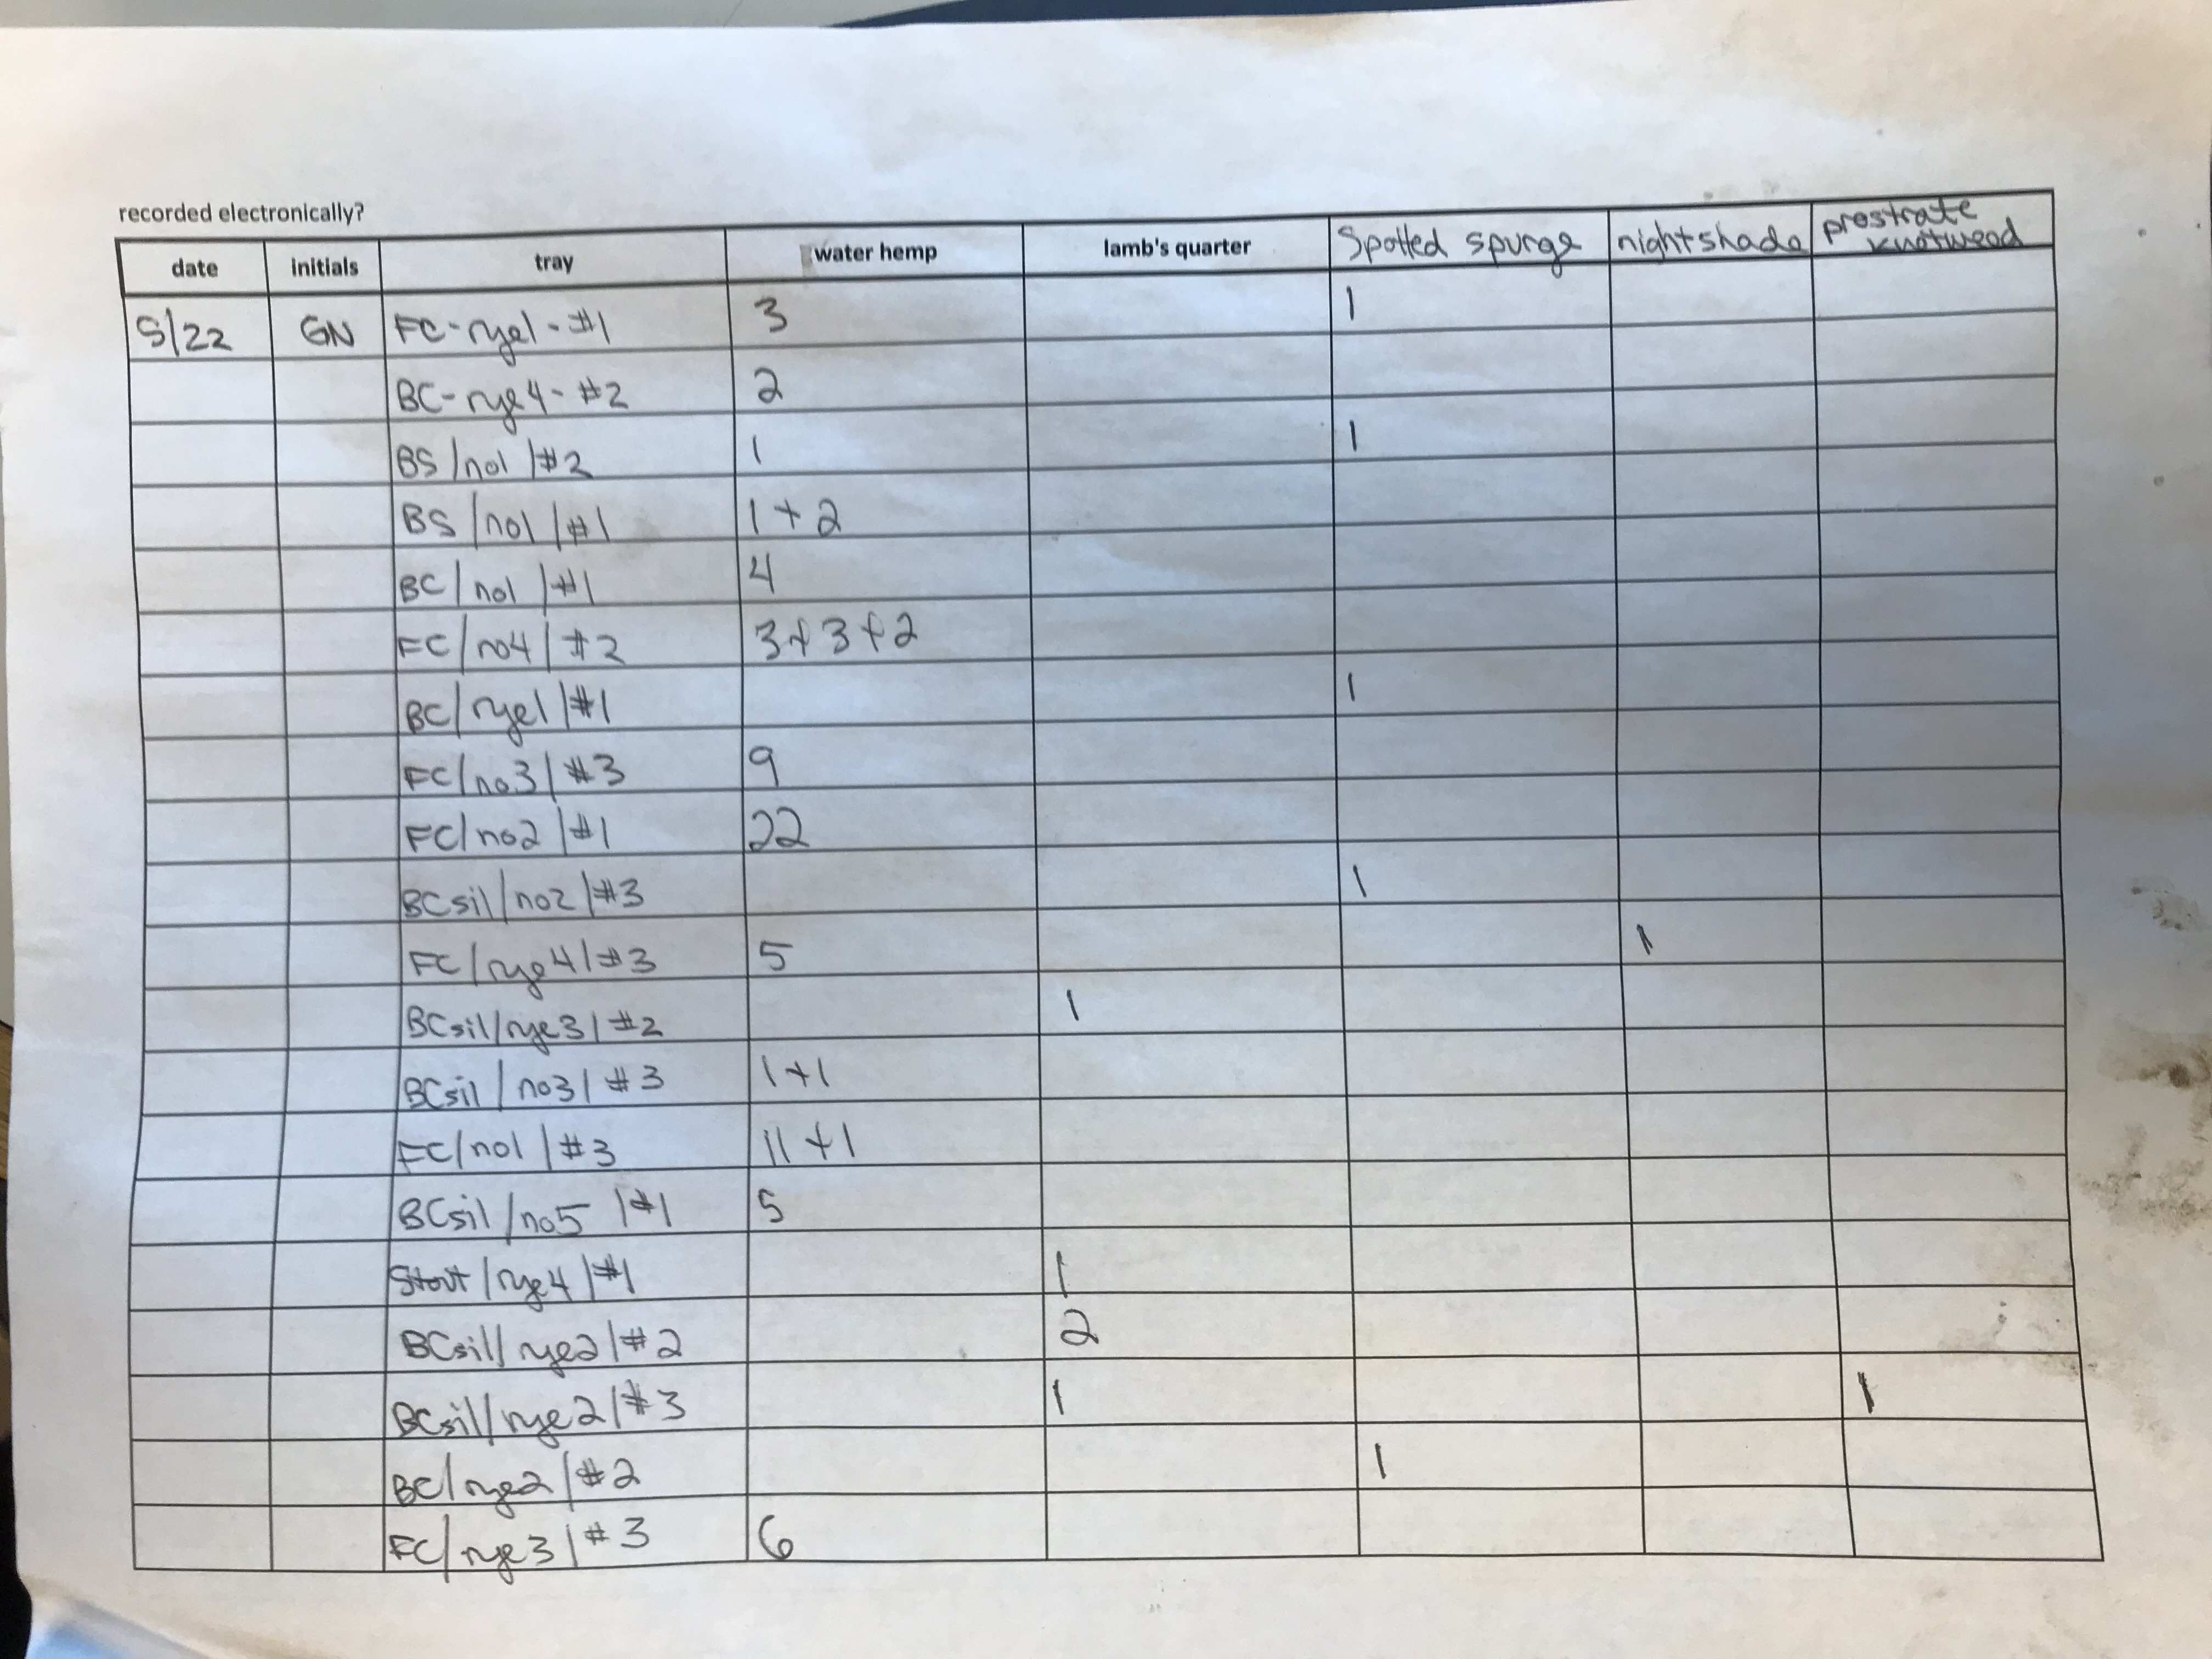 recorded electronically?
date initials tray water hemp lamb's quarter Spotted spurge nightshade prostrate knotweed
5/22 GN FC-rye1-#1 3 1
BC-rye4-#2 2
BS/no1/#2 1 1
BS/no1/#1 1+2
BC/no1/#1 4
FC/no4/#2 3+3+2
BC/rye1/#1 1
FC/no3/#3 9
FC/no2/#1 22
BCsil/no2/#3 1
FC/rye4/#3 5 1
BCsil/rye3/#2 1
BCsil/no3/#3 1+1
FC/no1/#3 11+1
BCsil/no5/#1 5
Stout/rye4/#1 1
BCsil/rye2/#2 2
BCsil/rye2/#3 1 1
BC/rye2/#2 1
FC/rye3/#3 6